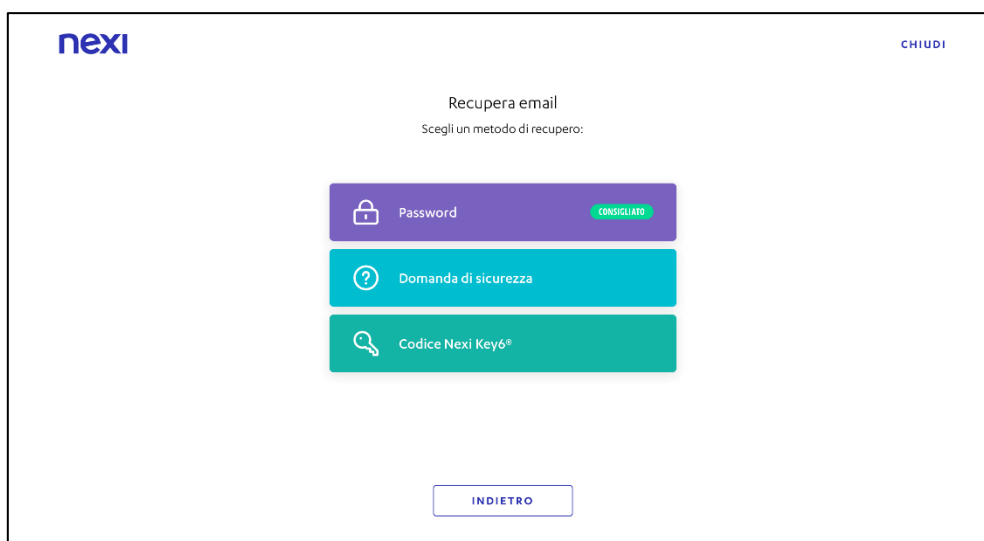 nexi
CHIUDI
Recupera email
Scegli un metodo di recupero:
Password
CONSIGLIATO
Domanda di sicurezza
Codice Nexi Key6®
INDIETRO